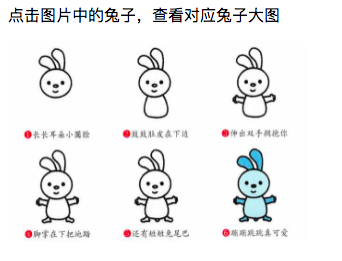 点击图片中的兔子，查看对应兔子大图
1长长耳朵小圆脸
2鼓鼓肚皮在下边
3伸出双手拥抱你
4脚掌在下把地踏
5还有短短兔尾巴
6蹦蹦跳跳真可爱